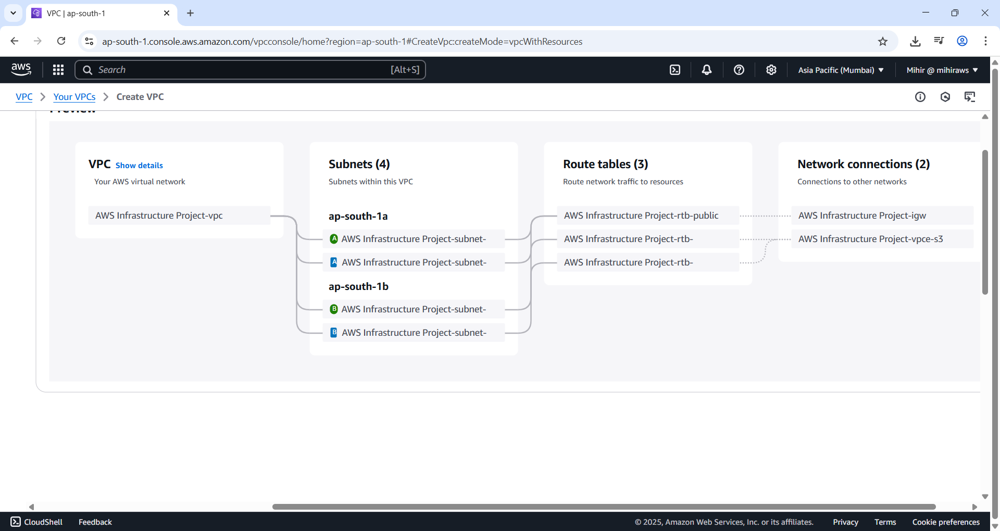 VPC | ap-south-1
ap-south-1.console.aws.amazon.com/vpcconsole/home?region=ap-south-1#CreateVpc:createMode=vpcWithResources
aws
Search
[Alt+S]
Asia Pacific (Mumbai)
Mihir @ mihiraws
VPC
Your VPCs
Create VPC
Preview
VPC Show details
Your AWS virtual network
AWS Infrastructure Project-vpc
Subnets (4)
Subnets within this VPC
ap-south-1a
A AWS Infrastructure Project-subnet-
A AWS Infrastructure Project-subnet-
ap-south-1b
B AWS Infrastructure Project-subnet-
B AWS Infrastructure Project-subnet-
Route tables (3)
Route network traffic to resources
AWS Infrastructure Project-rtb-public
AWS Infrastructure Project-rtb-
AWS Infrastructure Project-rtb-
Network connections (2)
Connections to other networks
AWS Infrastructure Project-igw
AWS Infrastructure Project-vpce-s3
CloudShell
Feedback
© 2025, Amazon Web Services, Inc. or its affiliates.
Privacy
Terms
Cookie preferences